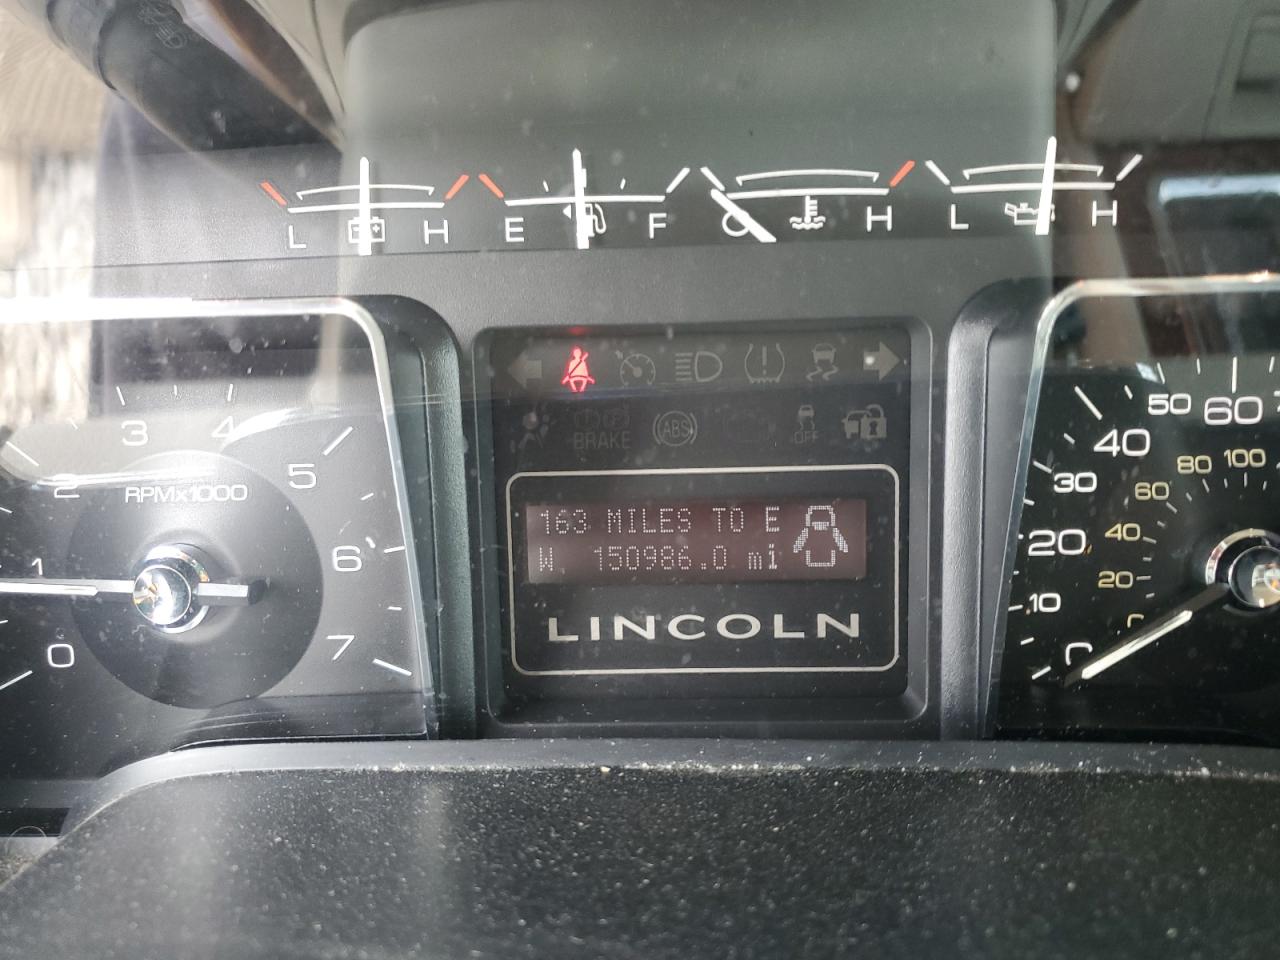 L H E F C H L H
BRAKE ABS OFF
163 MILES TO E
W 150986.0 mi
LINCOLN
0 1 2 3 4 5 6 7
RPMx1000
0 10 20 30 40 50 60
0 20 40 60 80 100